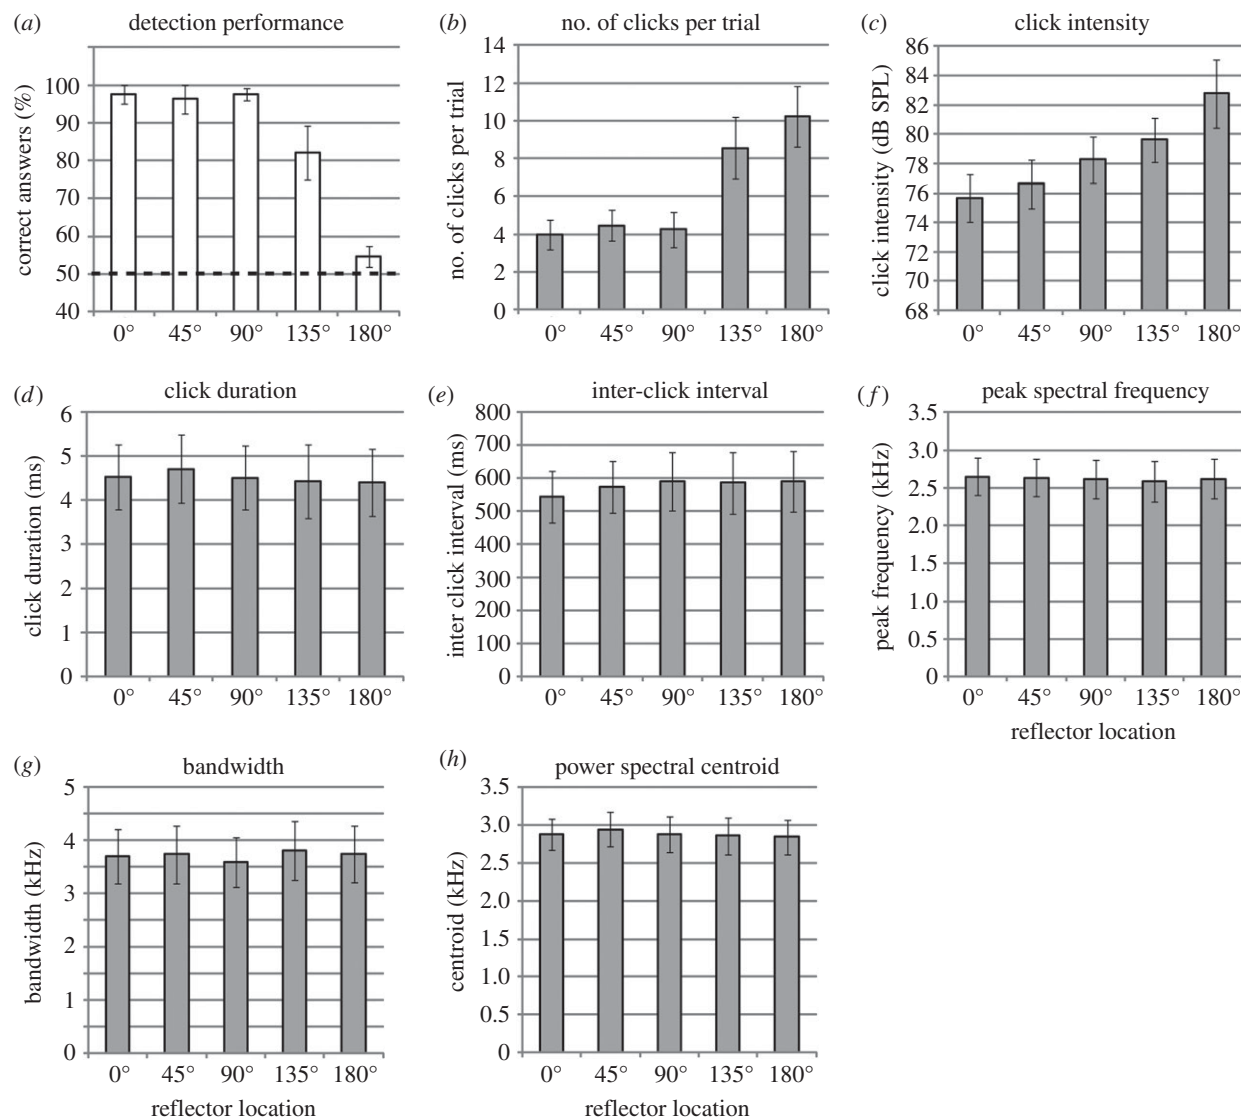 (a) detection performance
correct answers (%)
100
90
80
70
60
50
40
0° 45° 90° 135° 180°
(b) no. of clicks per trial
no. of clicks per trial
14
12
10
8
6
4
2
0
0° 45° 90° 135° 180°
(c) click intensity
click intensity (dB SPL)
86
84
82
80
78
76
74
72
70
68
0° 45° 90° 135° 180°
(d) click duration
click duration (ms)
6
5
4
3
2
1
0
0° 45° 90° 135° 180°
(e) inter-click interval
inter click interval (ms)
800
700
600
500
400
300
200
100
0
0° 45° 90° 135° 180°
(f) peak spectral frequency
peak frequency (kHz)
3.5
3.0
2.5
2.0
1.5
1.0
0.5
0
0° 45° 90° 135° 180°
reflector location
(g) bandwidth
bandwidth (kHz)
5
4
3
2
1
0
0° 45° 90° 135° 180°
reflector location
(h) power spectral centroid
centroid (kHz)
3.5
3.0
2.5
2.0
1.5
1.0
0.5
0
0° 45° 90° 135° 180°
reflector location